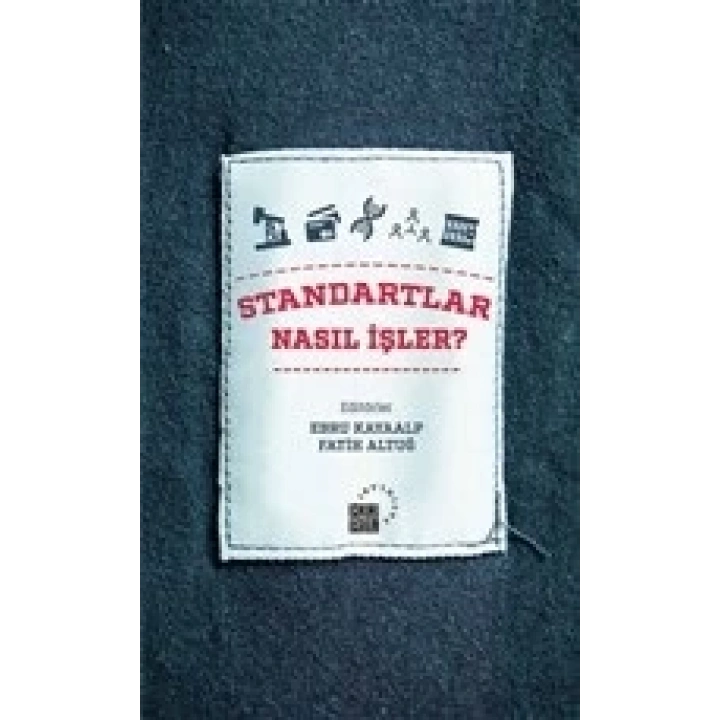 STANDARTLAR
NASIL İŞLER?
Editörler
EBRU KAYAALP
FATİH ALTUĞ